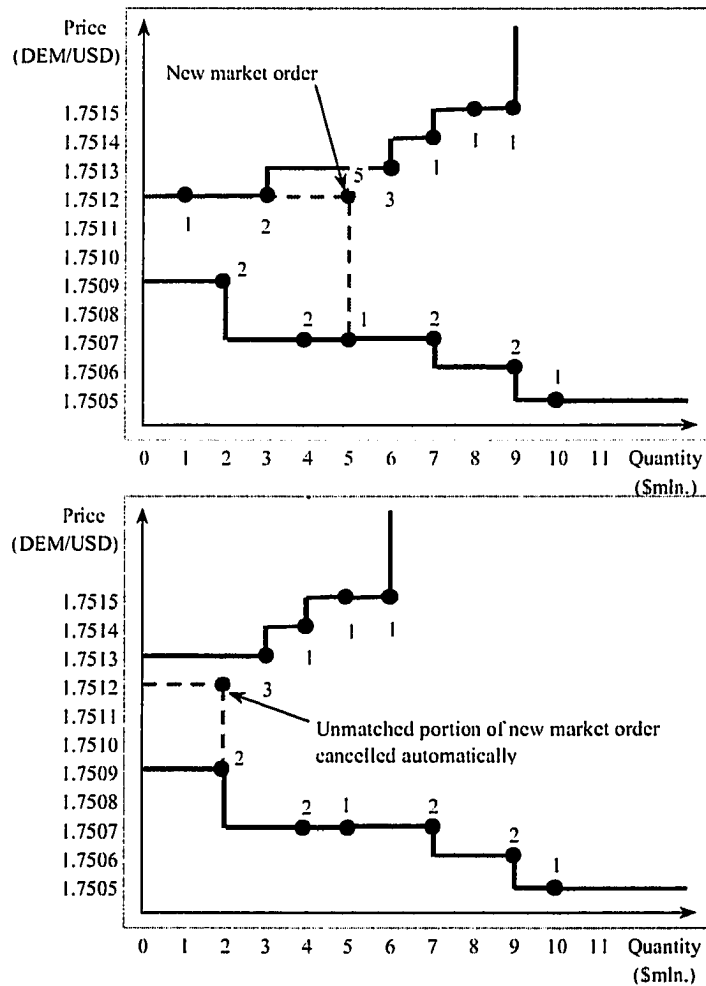 Price
(DEM/USD)
New market order
1.7515
1.7514
1 1
1.7513
5 1
1.7512
3
1.7511
1 2
1.7510
1.7509
2
1.7508
1.7507
2 1 2
1.7506
2
1.7505
1
0 1 2 3 4 5 6 7 8 9 10 11 Quantity
($mln.)
Price
(DEM/USD)
1.7515
1.7514
1 1
1.7513
1
1.7512
3
1.7511
Unmatched portion of new market order
1.7510
cancelled automatically
1.7509
2
1.7508
2 1 2
1.7507
1.7506
2
1.7505
1
0 1 2 3 4 5 6 7 8 9 10 11 Quantity
($mln.)